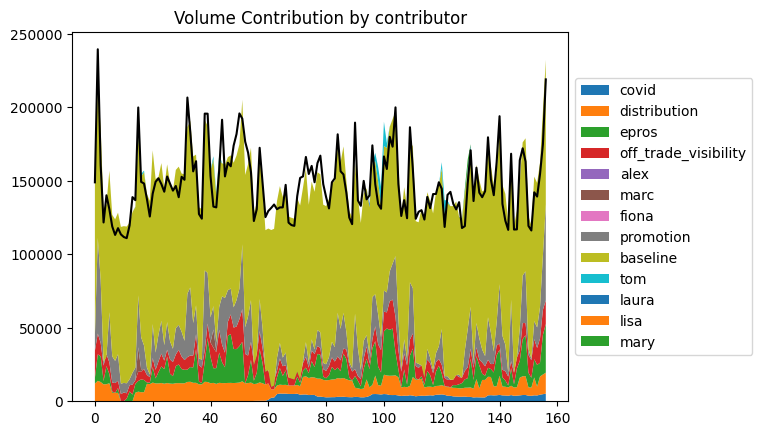 Volume Contribution by contributor
250000
200000
150000
100000
50000
0
0 20 40 60 80 100 120 140 160
covid
distribution
epros
off_trade_visibility
alex
marc
fiona
promotion
baseline
tom
laura
lisa
mary